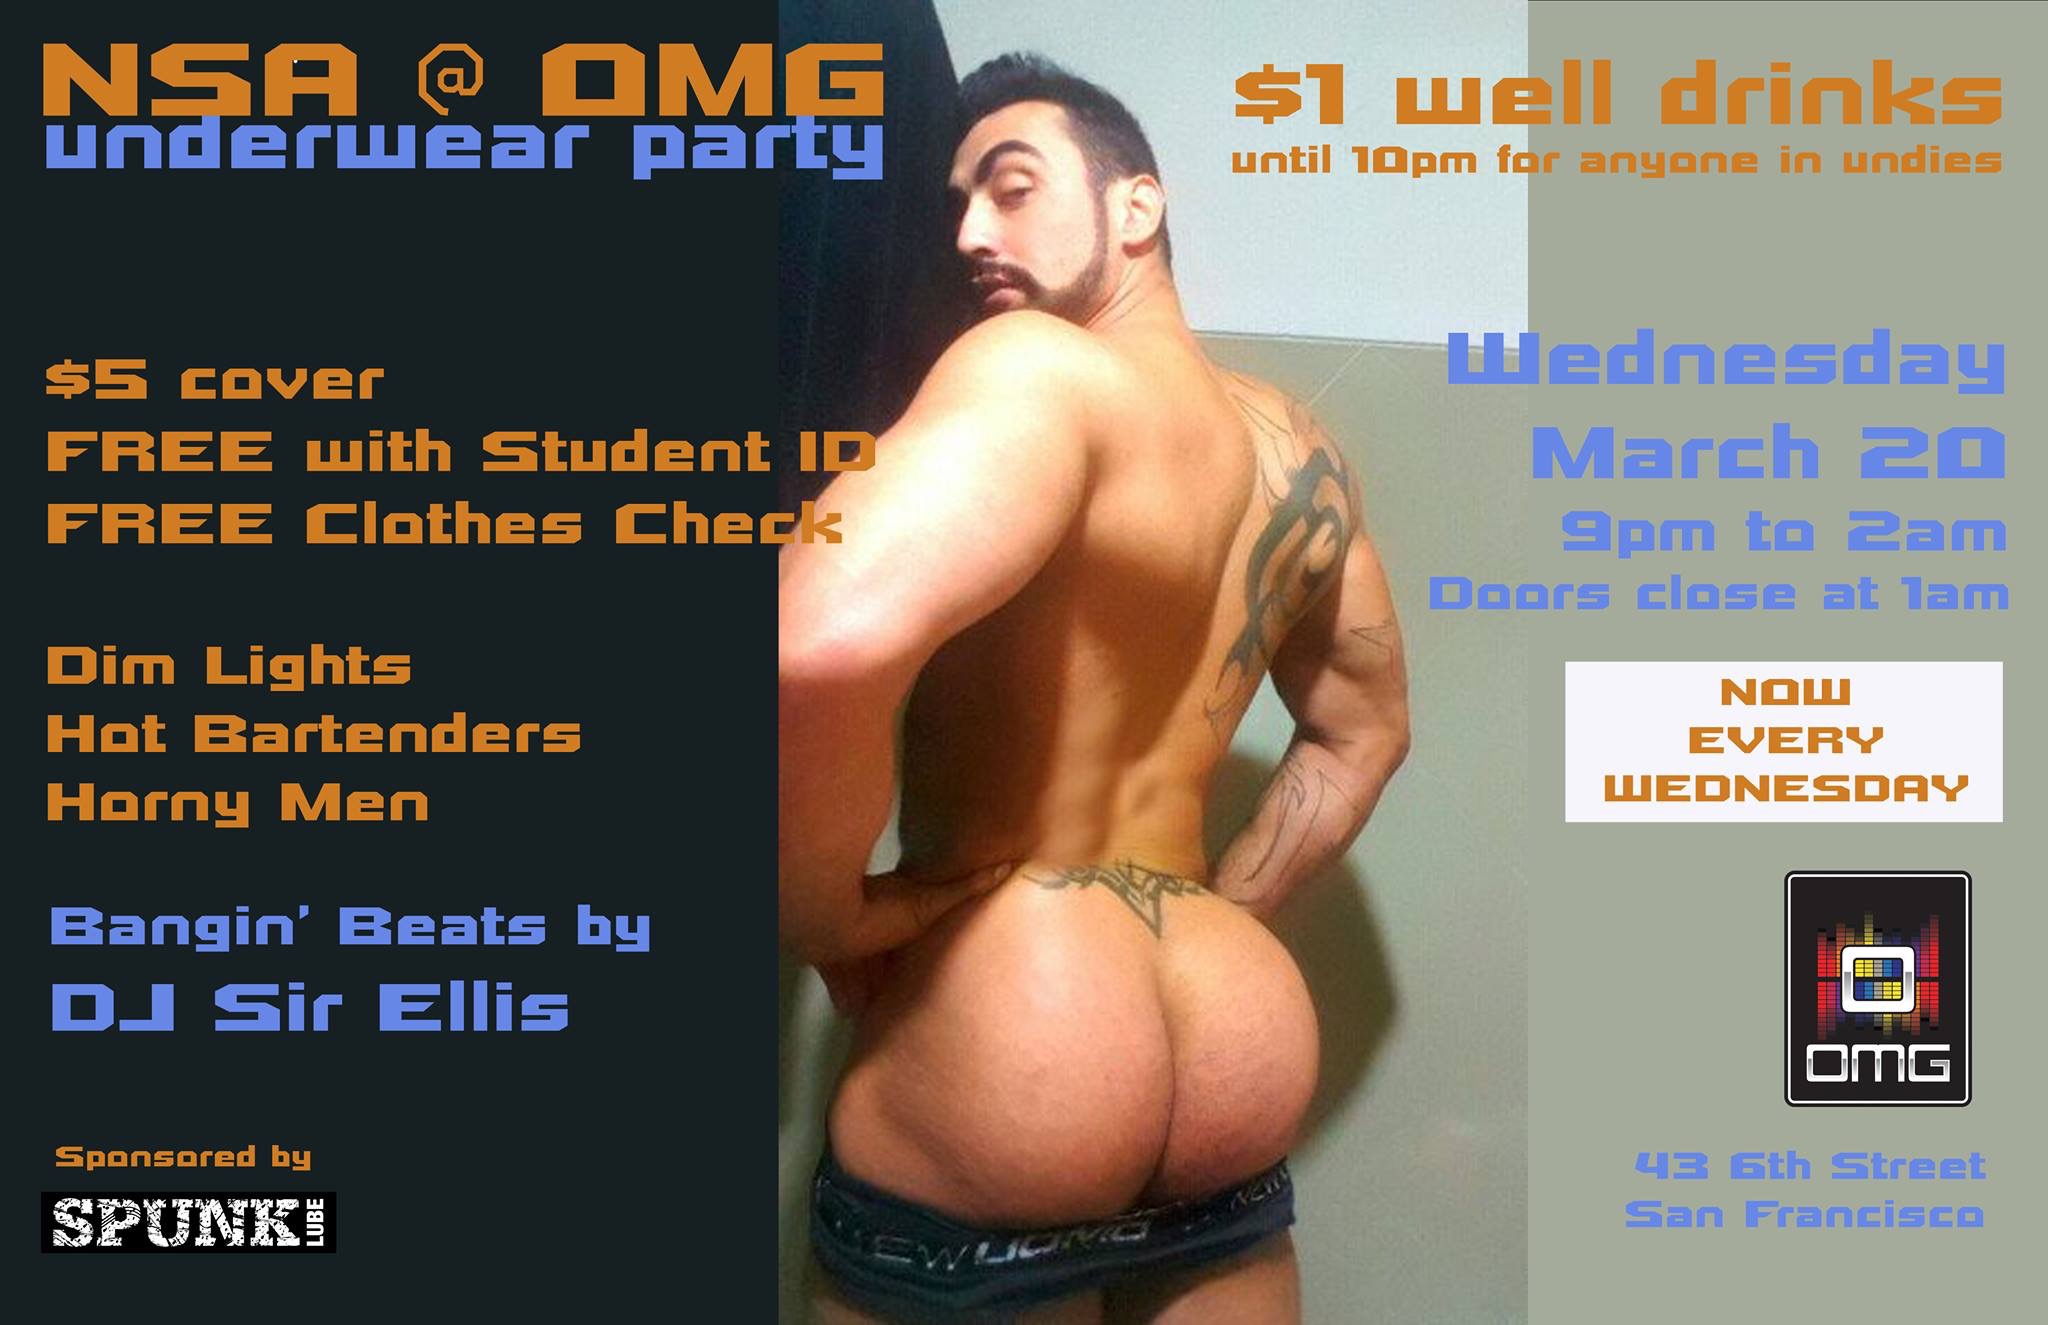 NSA @ OMG
underwear party
$1 well drinks
until 10pm for anyone in undies
$5 cover
FREE with Student ID
FREE Clothes Check
Dim Lights
Hot Bartenders
Horny Men
Bangin' Beats by
DJ Sir Ellis
Sponsored by
SPUNK LUBE
Wednesday
March 20
9pm to 2am
Doors close at 1am
NOW
EVERY
WEDNESDAY
OMG
43 6th Street
San Francisco